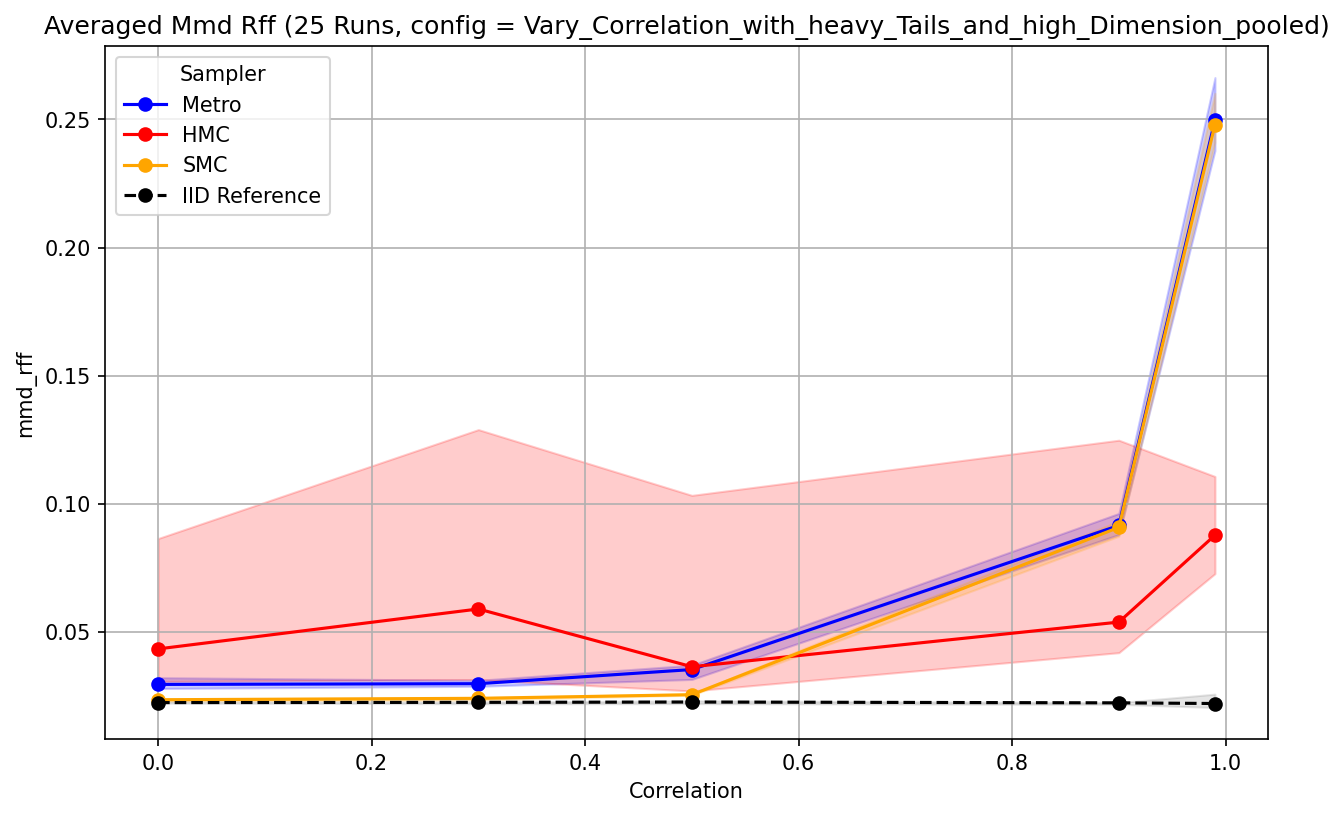 Averaged Mmd Rff (25 Runs, config = Vary_Correlation_with_heavy_Tails_and_high_Dimension_pooled)
Sampler
Metro
HMC
SMC
IID Reference
mmd_rff
0.25
0.20
0.15
0.10
0.05
0.0 0.2 0.4 0.6 0.8 1.0
Correlation